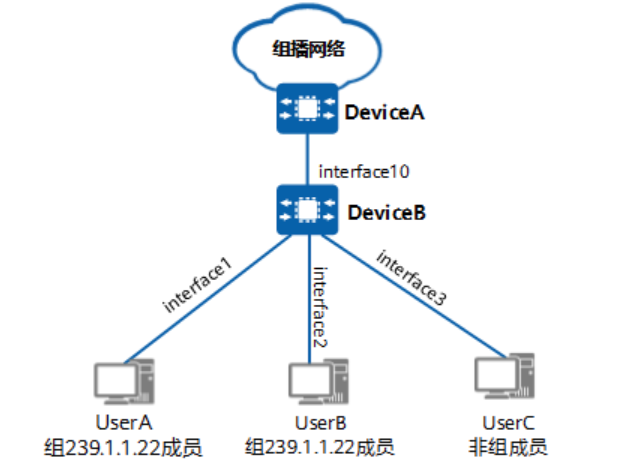 组播网络
DeviceA
interface10
DeviceB
interface1
interface2
interface3
UserA
组239.1.1.22成员
UserB
组239.1.1.22成员
UserC
非组成员